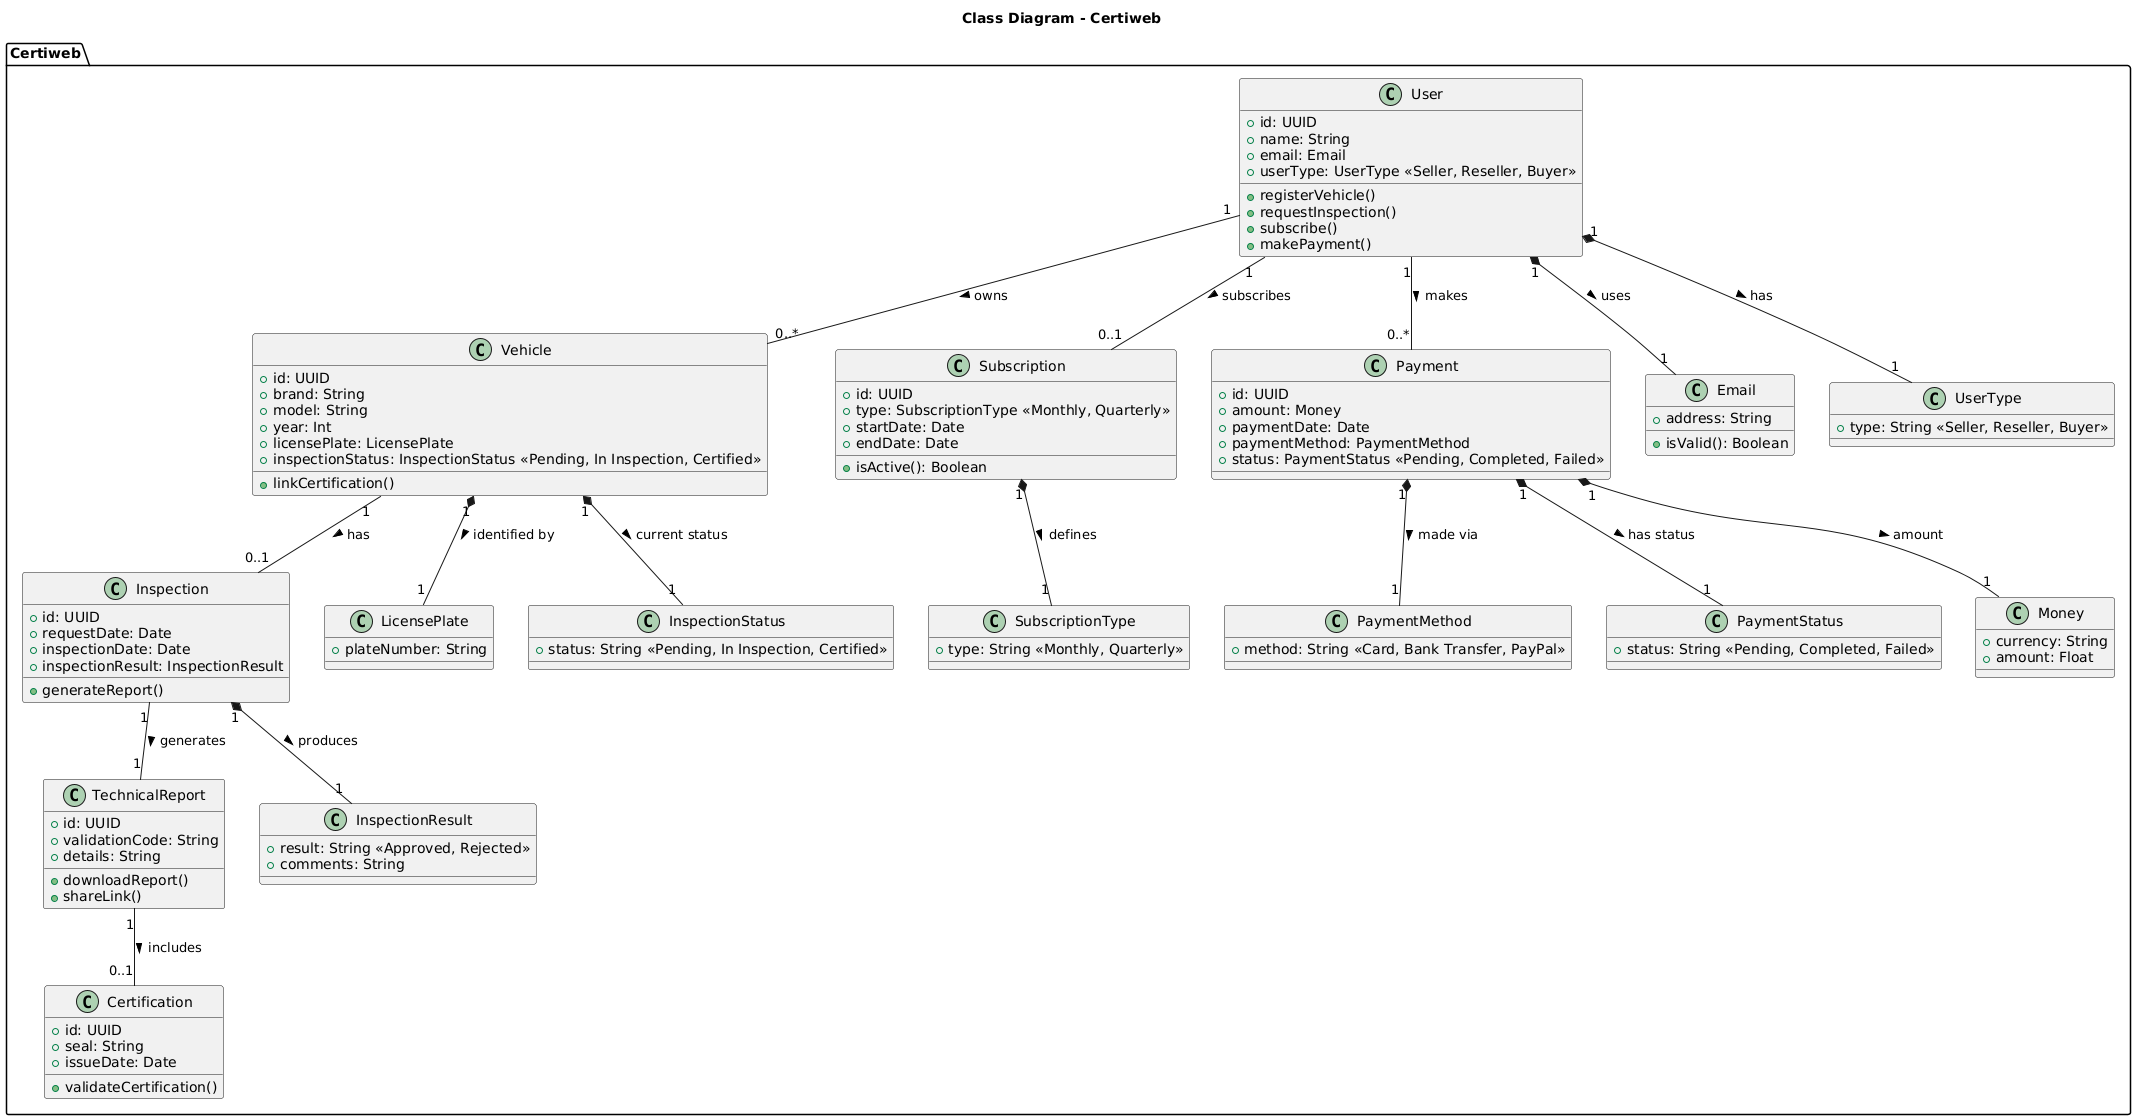 Class Diagram - Certiweb
Certiweb
C User
id: UUID
name: String
email: Email
userType: UserType «Seller, Reseller, Buyer»
registerVehicle()
requestInspection()
subscribe()
makePayment()
1
1
1
1
1
owns
subscribes
makes
uses
has
0..*
0..1
0..*
1
1
C Vehicle
id: UUID
brand: String
model: String
year: Int
licensePlate: LicensePlate
inspectionStatus: InspectionStatus «Pending, In Inspection, Certified»
linkCertification()
C Subscription
id: UUID
type: SubscriptionType «Monthly, Quarterly»
startDate: Date
endDate: Date
isActive(): Boolean
C Payment
id: UUID
amount: Money
paymentDate: Date
paymentMethod: PaymentMethod
status: PaymentStatus «Pending, Completed, Failed»
C Email
address: String
isValid(): Boolean
C UserType
type: String «Seller, Reseller, Buyer»
1
1
1
1
1
1
1
has
identified by
current status
defines
made via
has status
amount
0..1
1
1
1
1
1
1
C Inspection
id: UUID
requestDate: Date
inspectionDate: Date
inspectionResult: InspectionResult
generateReport()
C LicensePlate
plateNumber: String
C InspectionStatus
status: String «Pending, In Inspection, Certified»
C SubscriptionType
type: String «Monthly, Quarterly»
C PaymentMethod
method: String «Card, Bank Transfer, PayPal»
C PaymentStatus
status: String «Pending, Completed, Failed»
C Money
currency: String
amount: Float
1
1
generates
produces
1
1
C TechnicalReport
id: UUID
validationCode: String
details: String
downloadReport()
shareLink()
C InspectionResult
result: String «Approved, Rejected»
comments: String
1
includes
0..1
C Certification
id: UUID
seal: String
issueDate: Date
validateCertification()